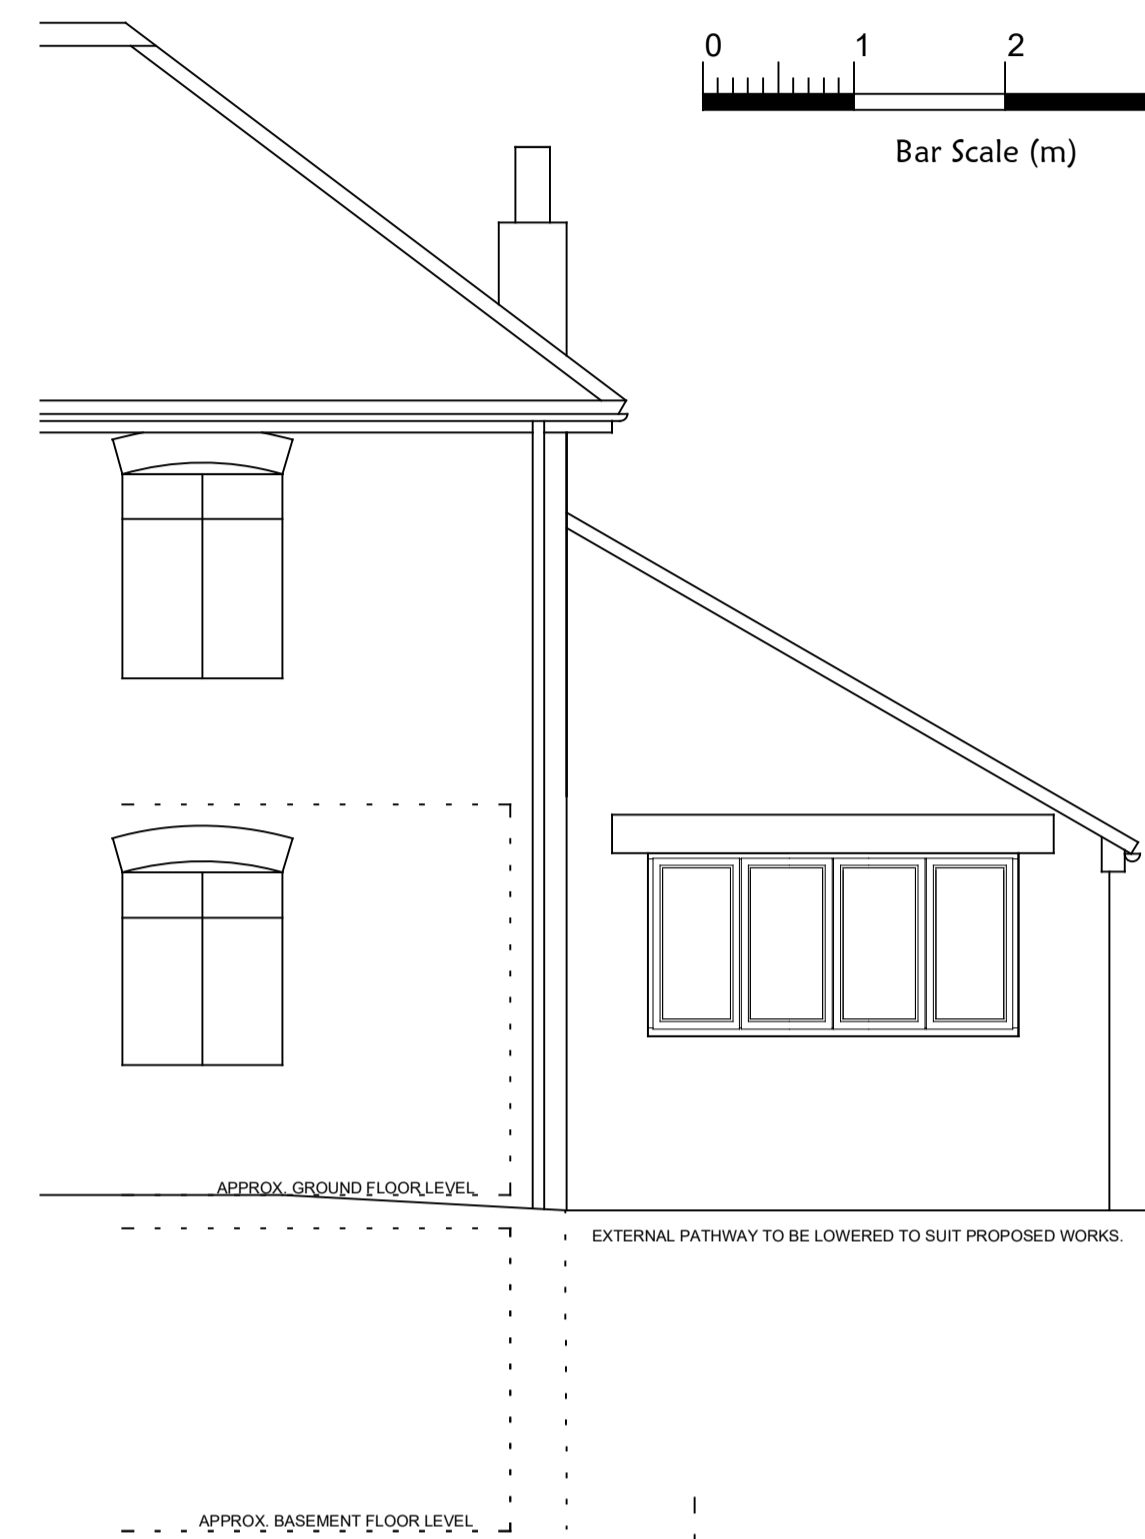 0 1 2
Bar Scale (m)
APPROX. GROUND FLOOR LEVEL
EXTERNAL PATHWAY TO BE LOWERED TO SUIT PROPOSED WORKS.
APPROX. BASEMENT FLOOR LEVEL